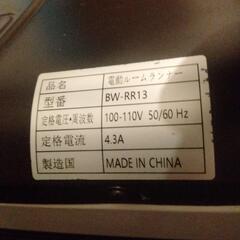 品名 電動ルームランナー
型番 BW-RR13
定格電圧・周波数 100-110V 50/60 Hz
定格電流 4.3A
製造国 MADE IN CHINA